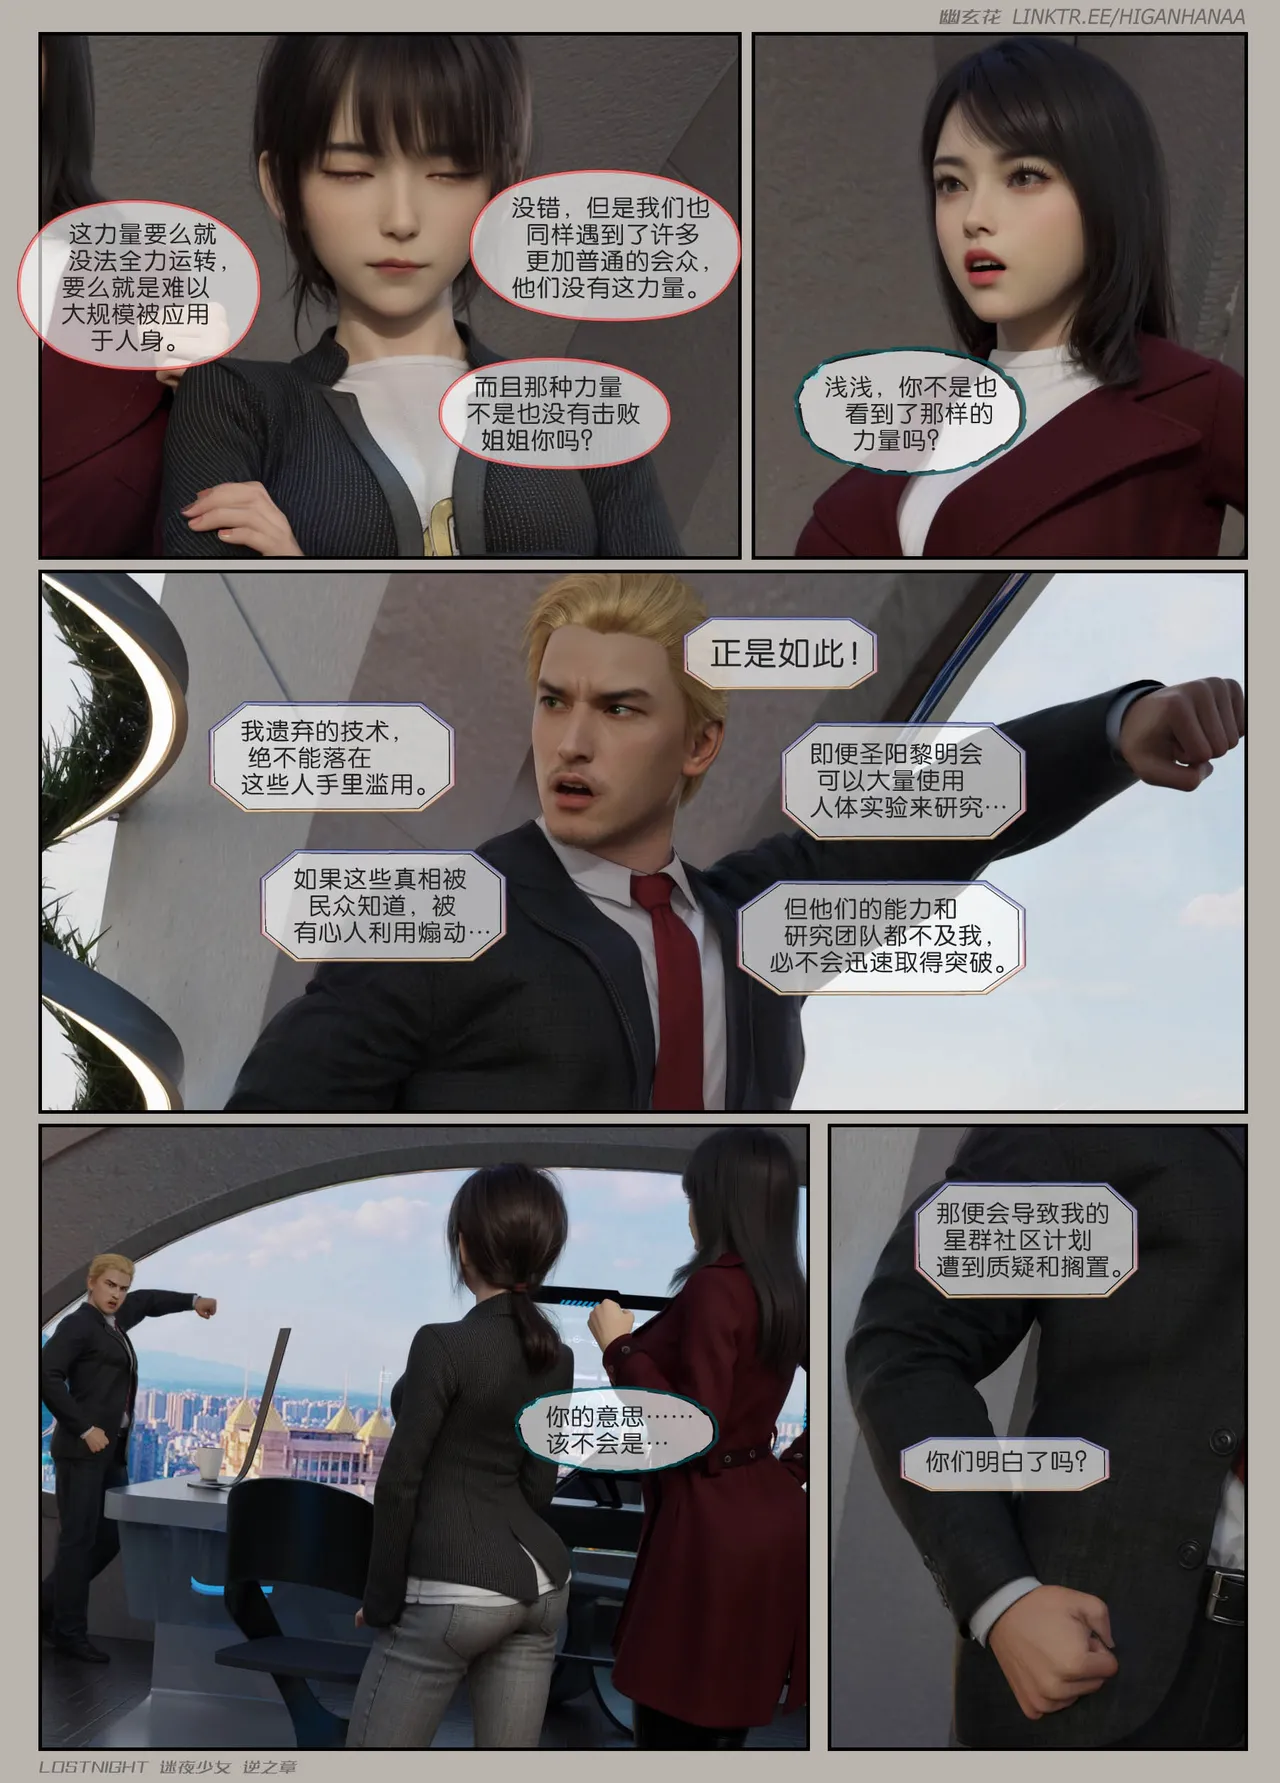 幽玄花 LINKTR.EE/HIGANHANAA
浅浅，你不是也
看到了那样的
力量吗？
没错，但是我们也
同样遇到了许多
更加普通的会众，
他们没有这力量。
而且那种力量
不是也没有击败
姐姐你吗？
这力量要么就
没法全力运转，
要么就是难以
大规模被应用
于人身。
正是如此！
即便圣阳黎明会
可以大量使用
人体实验来研究…
但他们的能力和
研究团队都不及我，
必不会迅速取得突破。
我遗弃的技术，
绝不能落在
这些人手里滥用。
如果这些真相被
民众知道，被
有心人利用煽动…
那便会导致我的
星群社区计划
遭到质疑和搁置。
你们明白了吗？
你的意思……
该不会是…
LOSTNIGHT 迷夜少女 逆之章